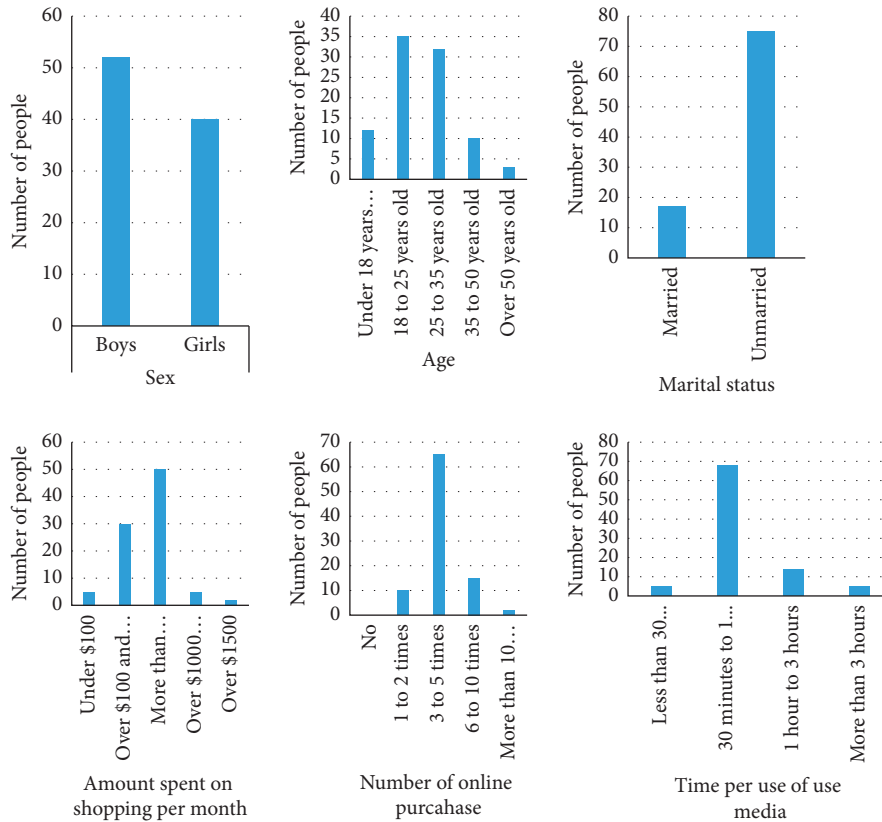 Number of people
60
50
40
30
20
10
0
Boys
Girls
Sex
Number of people
40
35
30
25
20
15
10
5
0
Under 18 years...
18 to 25 years old
25 to 35 years old
35 to 50 years old
Over 50 years old
Age
Number of people
80
70
60
50
40
30
20
10
0
Married
Unmarried
Marital status
Number of people
60
50
40
30
20
10
0
Under $100
Over $100 and...
More than...
Over $1000...
Over $1500
Amount spent on
shopping per month
Number of people
70
60
50
40
30
20
10
0
No
1 to 2 times
3 to 5 times
6 to 10 times
More than 10...
Number of online
purcahase
Number of people
80
70
60
50
40
30
20
10
0
Less than 30...
30 minutes to 1...
1 hour to 3 hours
More than 3 hours
Time per use of use
media